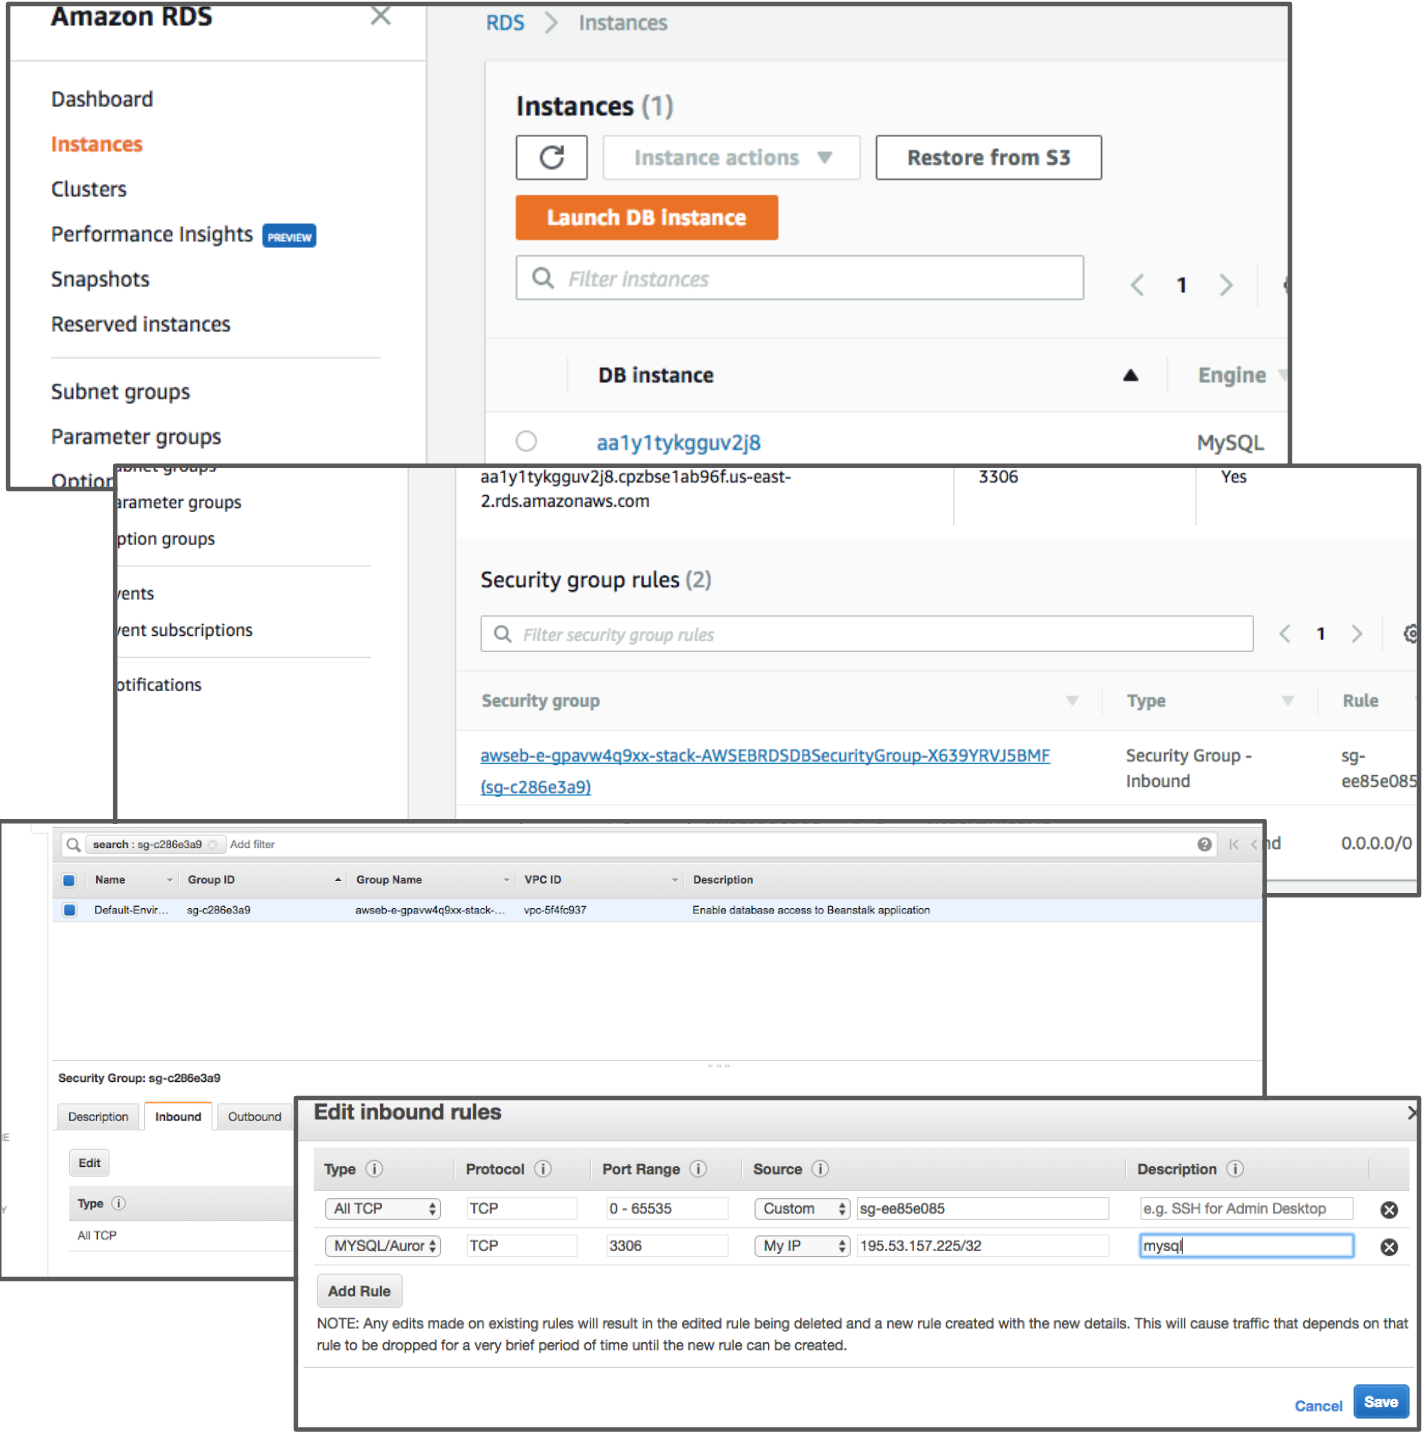 Amazon RDS
RDS > Instances
Dashboard
Instances
Clusters
Performance Insights PREVIEW
Snapshots
Reserved instances
Subnet groups
Parameter groups
Option
Instances (1)
Instance actions
Restore from S3
Launch DB instance
Filter instances
1
DB instance Engine
aa1y1tykgguv2j8 MySQL
ubnet groups
arameter groups
ption groups
vents
vent subscriptions
otifications
aa1y1tykgguv2j8.cpzbse1ab96f.us-east- 3306 Yes
2.rds.amazonaws.com
Security group rules (2)
Filter security group rules
1
Security group Type Rule
awseb-e-gpavw4q9xx-stack-AWSEBRDSDBSecurityGroup-X639YRVJ5BMF Security Group - sg-
(sg-c286e3a9) Inbound ee85e085
nd 0.0.0.0/0
search : sg-c286e3a9 Add filter
Name Group ID Group Name VPC ID Description
Default-Envir... sg-c286e3a9 awseb-e-gpavw4q9xx-stack-... vpc-5f4fc937 Enable database access to Beanstalk application
Security Group: sg-c286e3a9
Description Inbound Outbound
Edit
Type
All TCP
Edit inbound rules
Type Protocol Port Range Source Description
All TCP TCP 0 - 65535 Custom sg-ee85e085 e.g. SSH for Admin Desktop
MYSQL/Auror TCP 3306 My IP 195.53.157.225/32 mysql
Add Rule
NOTE: Any edits made on existing rules will result in the edited rule being deleted and a new rule created with the new details. This will cause traffic that depends on that
rule to be dropped for a very brief period of time until the new rule can be created.
Cancel Save